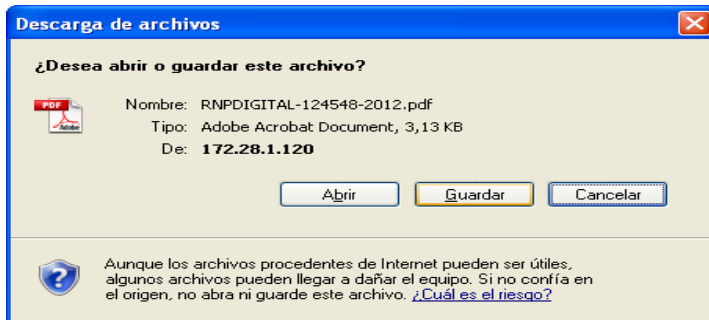 Descarga de archivos
¿Desea abrir o guardar este archivo?
PDF
Adobe
Nombre: RNPDIGITAL-124548-2012.pdf
Tipo: Adobe Acrobat Document, 3,13 KB
De: 172.28.1.120
Abrir Guardar Cancelar
Aunque los archivos procedentes de Internet pueden ser útiles,
algunos archivos pueden llegar a dañar el equipo. Si no confía en
el origen, no abra ni guarde este archivo. ¿Cuál es el riesgo?